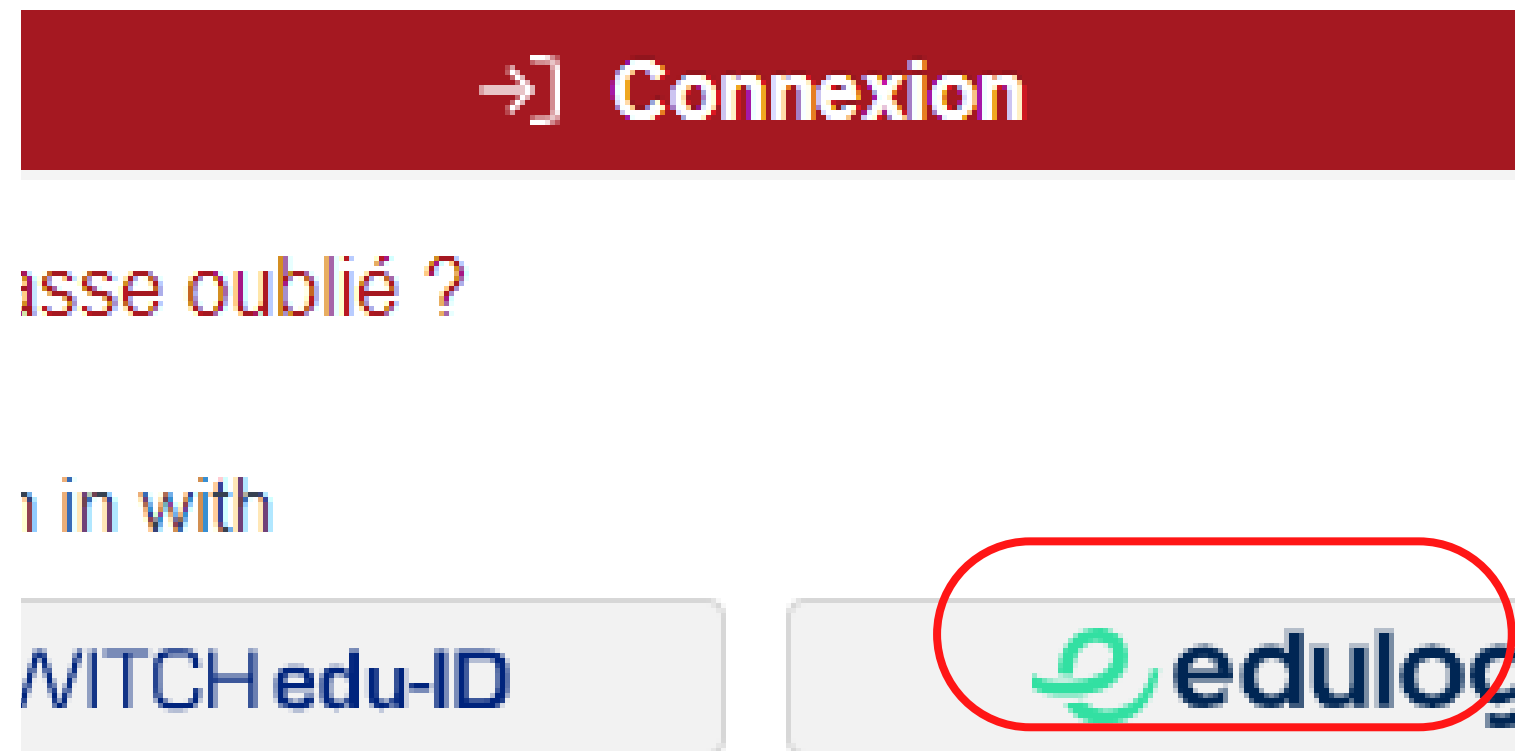 Connexion
asse oublié ?
in with
WITCH edu-ID
edulog